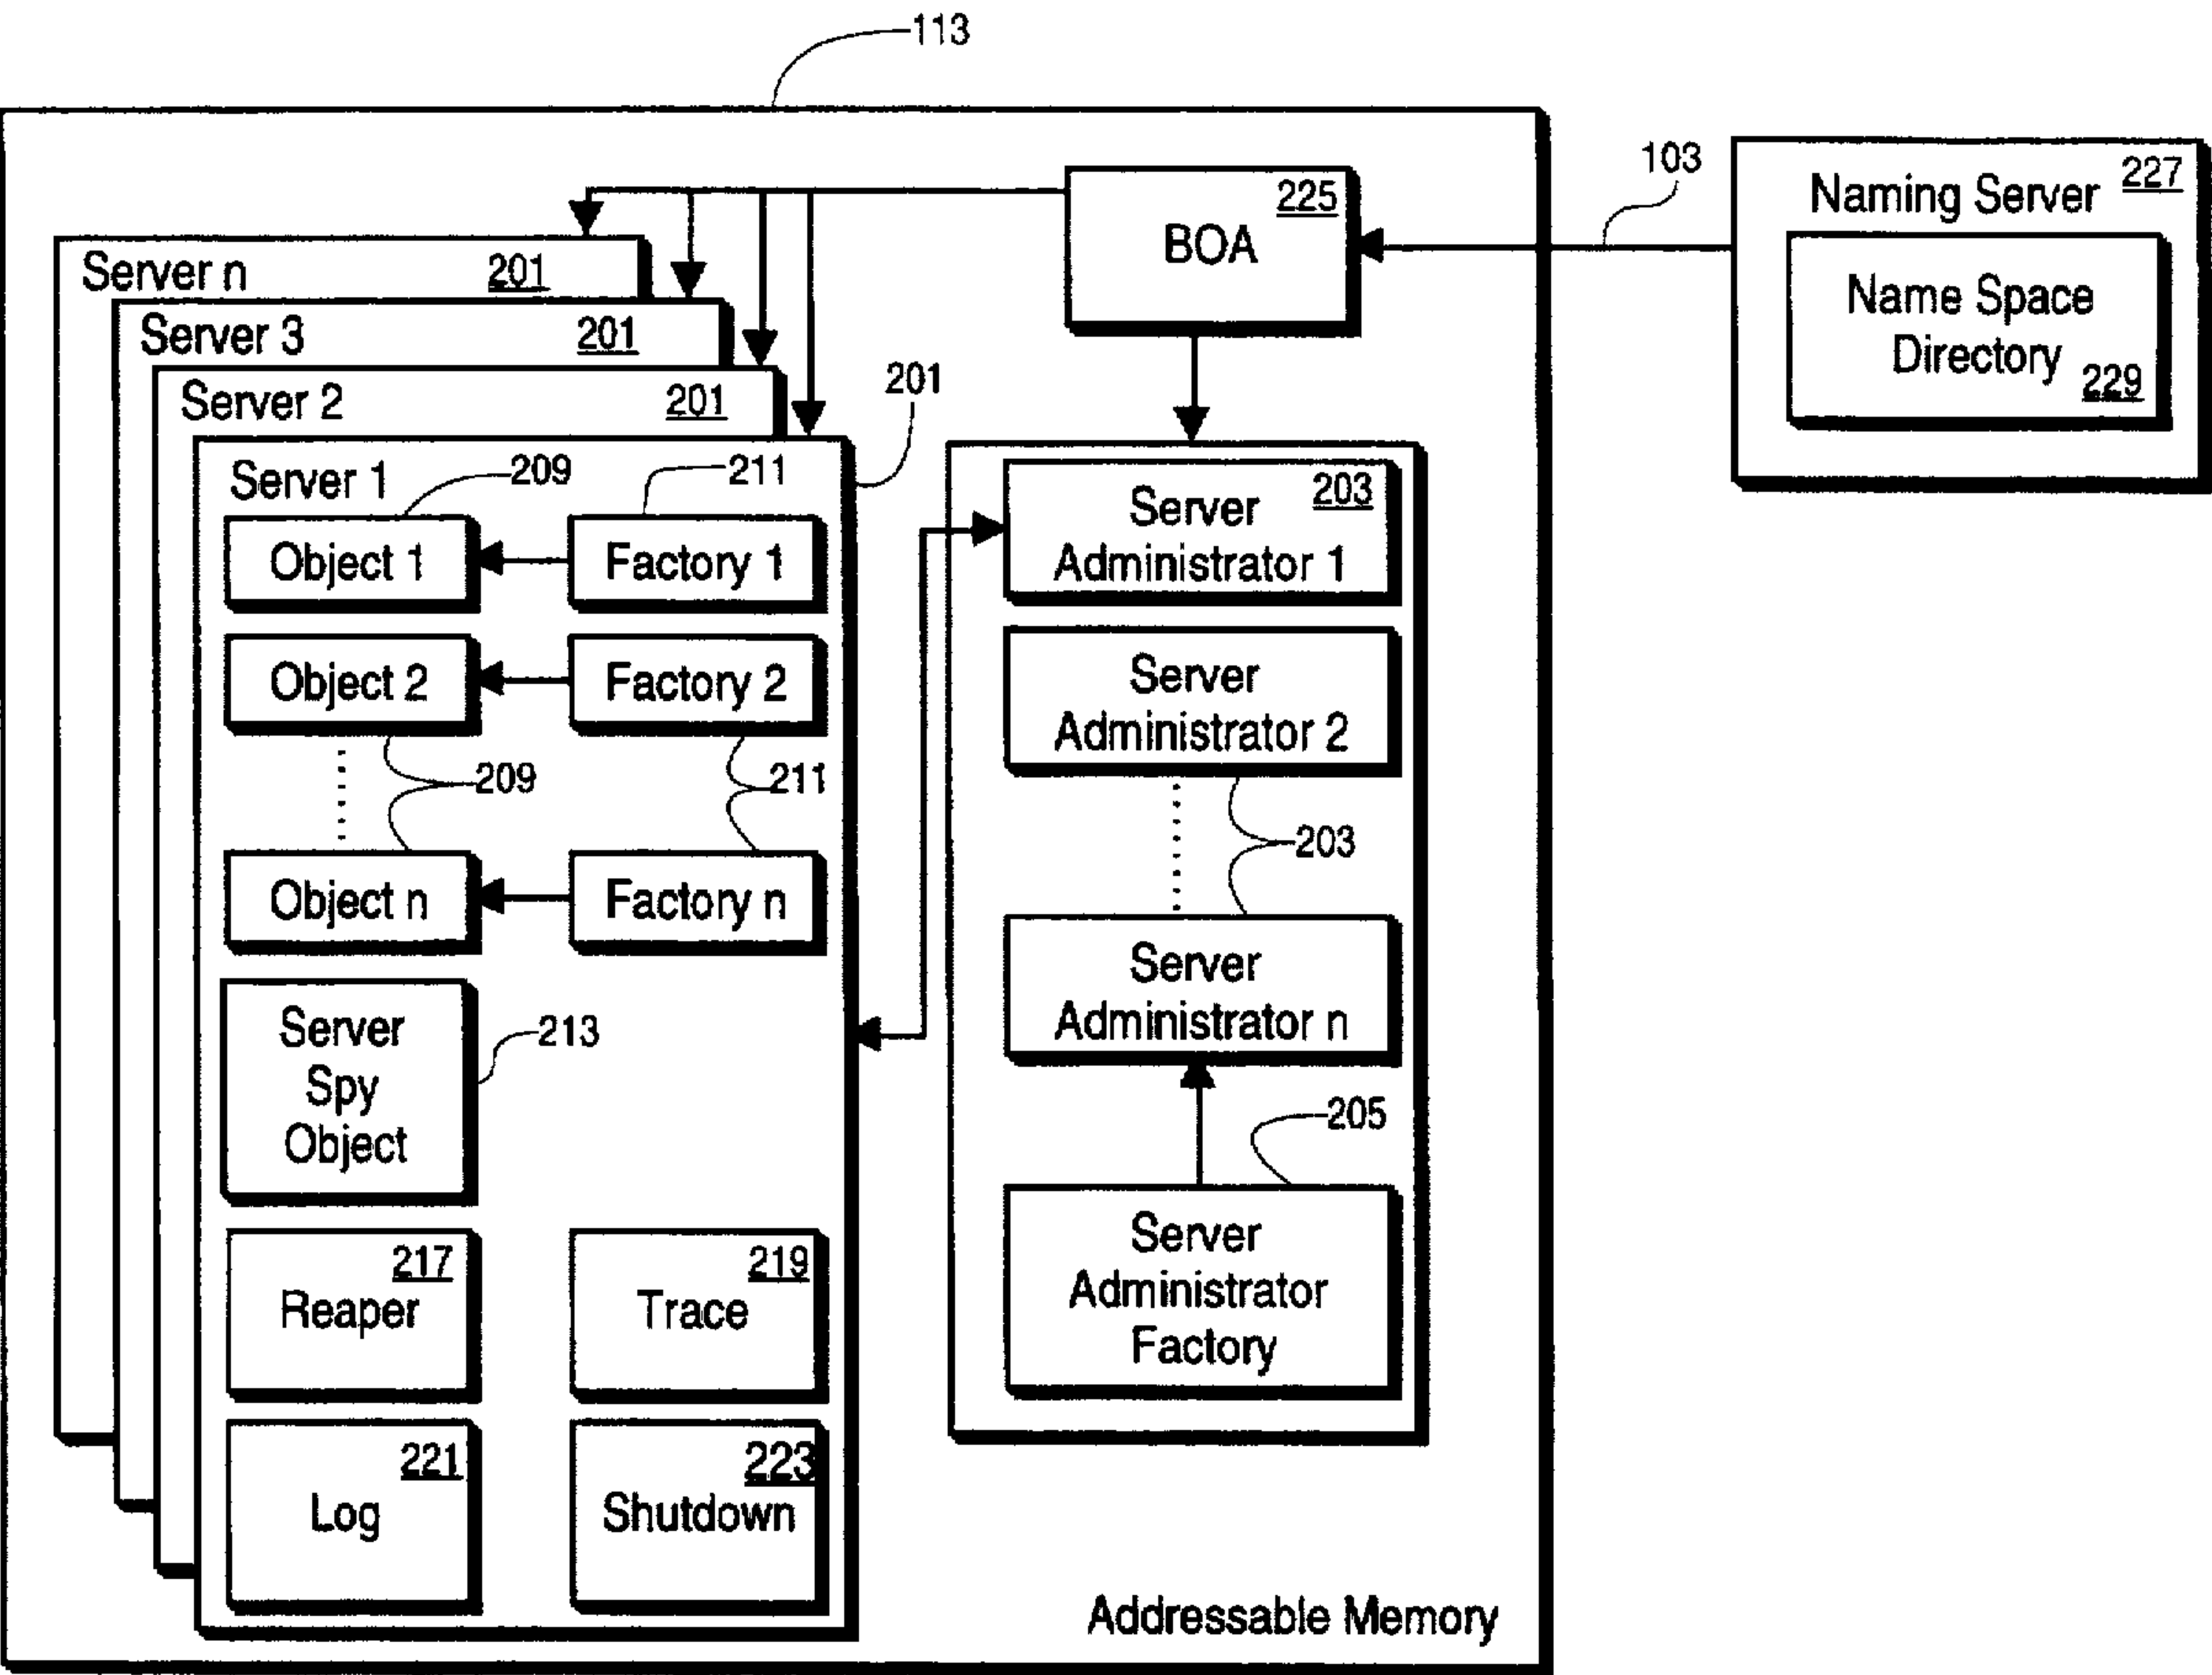 113
103
Naming Server 227
Name Space
Directory
229
225
BOA
Server n 201
Server 3 201
Server 2 201
201
Server 1
209
211
Object 1
Factory 1
Object 2
Factory 2
209
211
Object n
Factory n
Server
Spy
Object
213
217
Reaper
219
Trace
221
Log
223
Shutdown
203
Server
Administrator 1
Server
Administrator 2
203
Server
Administrator n
205
Server
Administrator
Factory
Addressable Memory